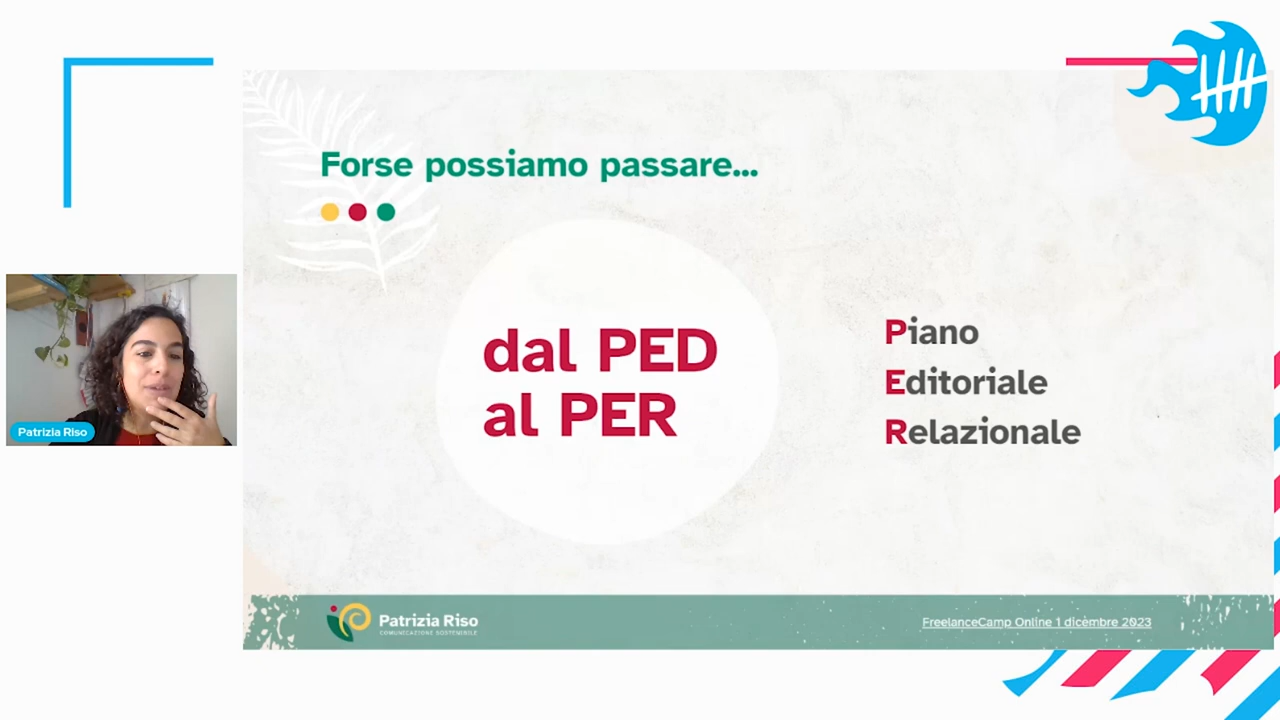 Forse possiamo passare...
dal PED
al PER
Piano
Editoriale
Relazionale
Patrizia Riso
Patrizia Riso
COMUNICAZIONE SOSTENIBILE
FreelanceCamp Online 1 dicembre 2023